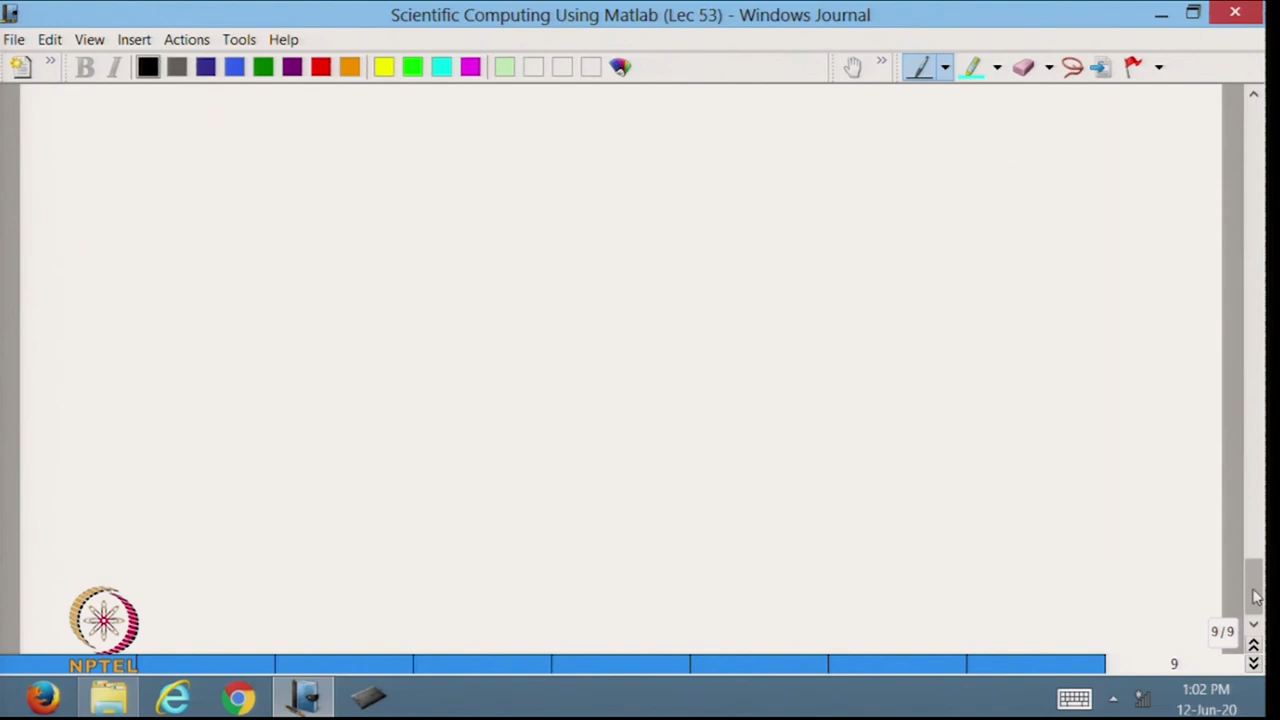 Scientific Computing Using Matlab (Lec 53) - Windows Journal
File Edit View Insert Actions Tools Help
B I
9/9
9
NPTEL
1:02 PM
12-Jun-20